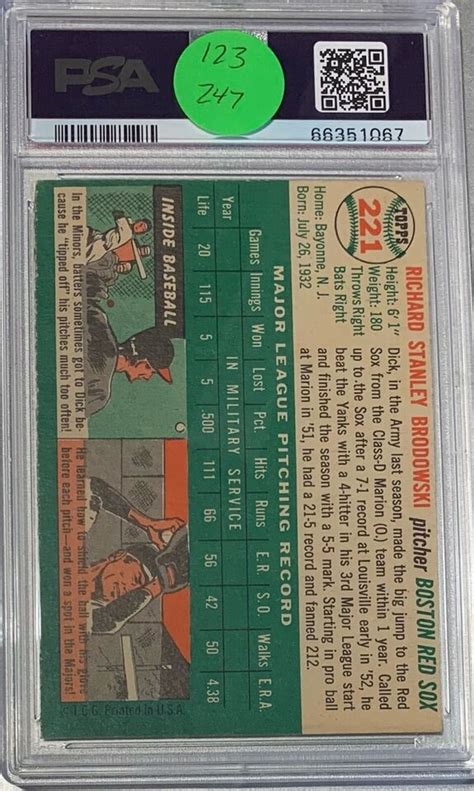 PSA
123
247
66351067
TOPPS
221
RICHARD STANLEY BRODOWSKI pitcher BOSTON RED SOX
Height: 6' 1"
Weight: 180
Throws Right
Bats Right
Home: Bayonne, N. J.
Born: July 26, 1932
Dick, in the Army last season, made the big jump to the Red
Sox from the Class-D Marion (O.) team within 1 year. Called
up to the Sox after a 7-1 record at Louisville early in '52, he
beat the Yanks with a 4-hitter in his 3rd Major League start
and finished the season with a 5-5 mark. Starting in pro ball
at Marion in '51, he had a 21-5 record and fanned 212.
MAJOR LEAGUE PITCHING RECORD
Games Innings Won Lost Pct. Hits Runs E.R. S.O. Walks E.R.A.
Year IN MILITARY SERVICE
Life 20 115 5 5 .500 111 66 56 42 50 4.38
INSIDE BASEBALL
In the Minors, batters sometimes got to Dick be-
cause he "tipped off" his pitches much too often!
He learned how to shield the ball with his glove
before each pitch—and won a spot in the Majors!
T.C.G. Printed in U.S.A.